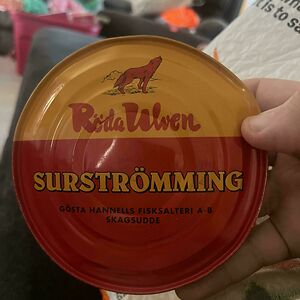 Röda Ulven
SURSTRÖMMING
GÖSTA HANNELLS FISKSALTERI A-B
SKAGSUDDE